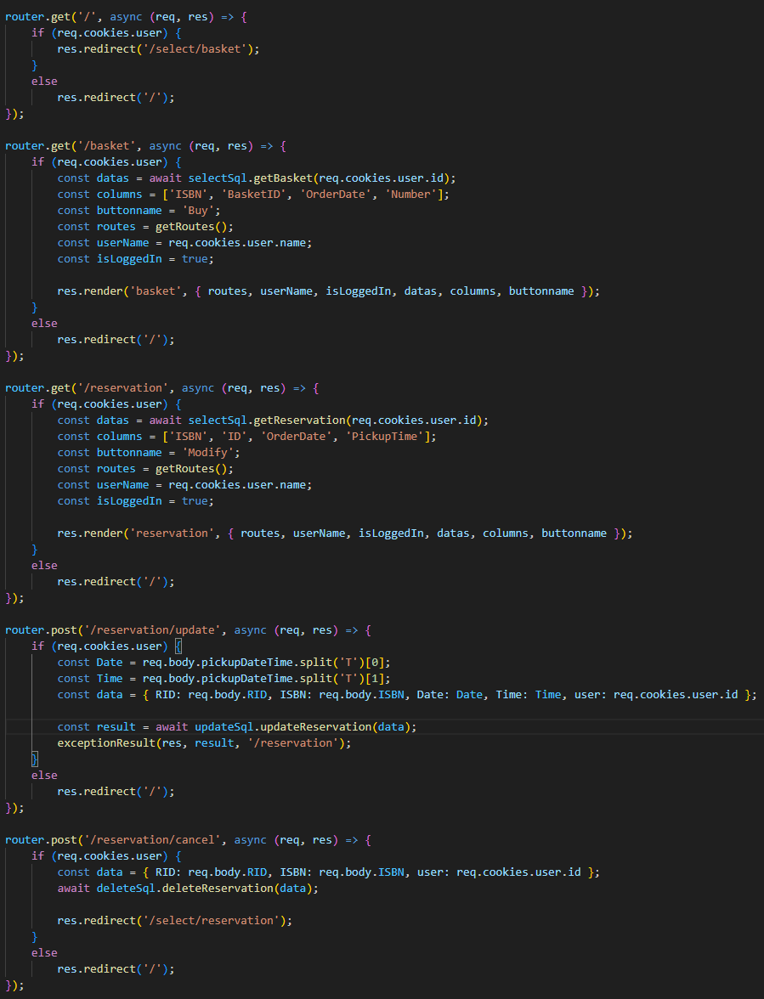 router.get('/', async (req, res) => {
    if (req.cookies.user) {
        res.redirect('/select/basket');
    }
    else
        res.redirect('/');
});

router.get('/basket', async (req, res) => {
    if (req.cookies.user) {
        const datas = await selectSql.getBasket(req.cookies.user.id);
        const columns = ['ISBN', 'BasketID', 'OrderDate', 'Number'];
        const buttonname = 'Buy';
        const routes = getRoutes();
        const userName = req.cookies.user.name;
        const isLoggedIn = true;

        res.render('basket', { routes, userName, isLoggedIn, datas, columns, buttonname });
    }
    else
        res.redirect('/');
});

router.get('/reservation', async (req, res) => {
    if (req.cookies.user) {
        const datas = await selectSql.getReservation(req.cookies.user.id);
        const columns = ['ISBN', 'ID', 'OrderDate', 'PickupTime'];
        const buttonname = 'Modify';
        const routes = getRoutes();
        const userName = req.cookies.user.name;
        const isLoggedIn = true;

        res.render('reservation', { routes, userName, isLoggedIn, datas, columns, buttonname });
    }
    else
        res.redirect('/');
});

router.post('/reservation/update', async (req, res) => {
    if (req.cookies.user) {
        const Date = req.body.pickupDateTime.split('T')[0];
        const Time = req.body.pickupDateTime.split('T')[1];
        const data = { RID: req.body.RID, ISBN: req.body.ISBN, Date: Date, Time: Time, user: req.cookies.user.id };

        const result = await updateSql.updateReservation(data);
        exceptionResult(res, result, '/reservation');
    }
    else
        res.redirect('/');
});

router.post('/reservation/cancel', async (req, res) => {
    if (req.cookies.user) {
        const data = { RID: req.body.RID, ISBN: req.body.ISBN, user: req.cookies.user.id };
        await deleteSql.deleteReservation(data);

        res.redirect('/select/reservation');
    }
    else
        res.redirect('/');
});